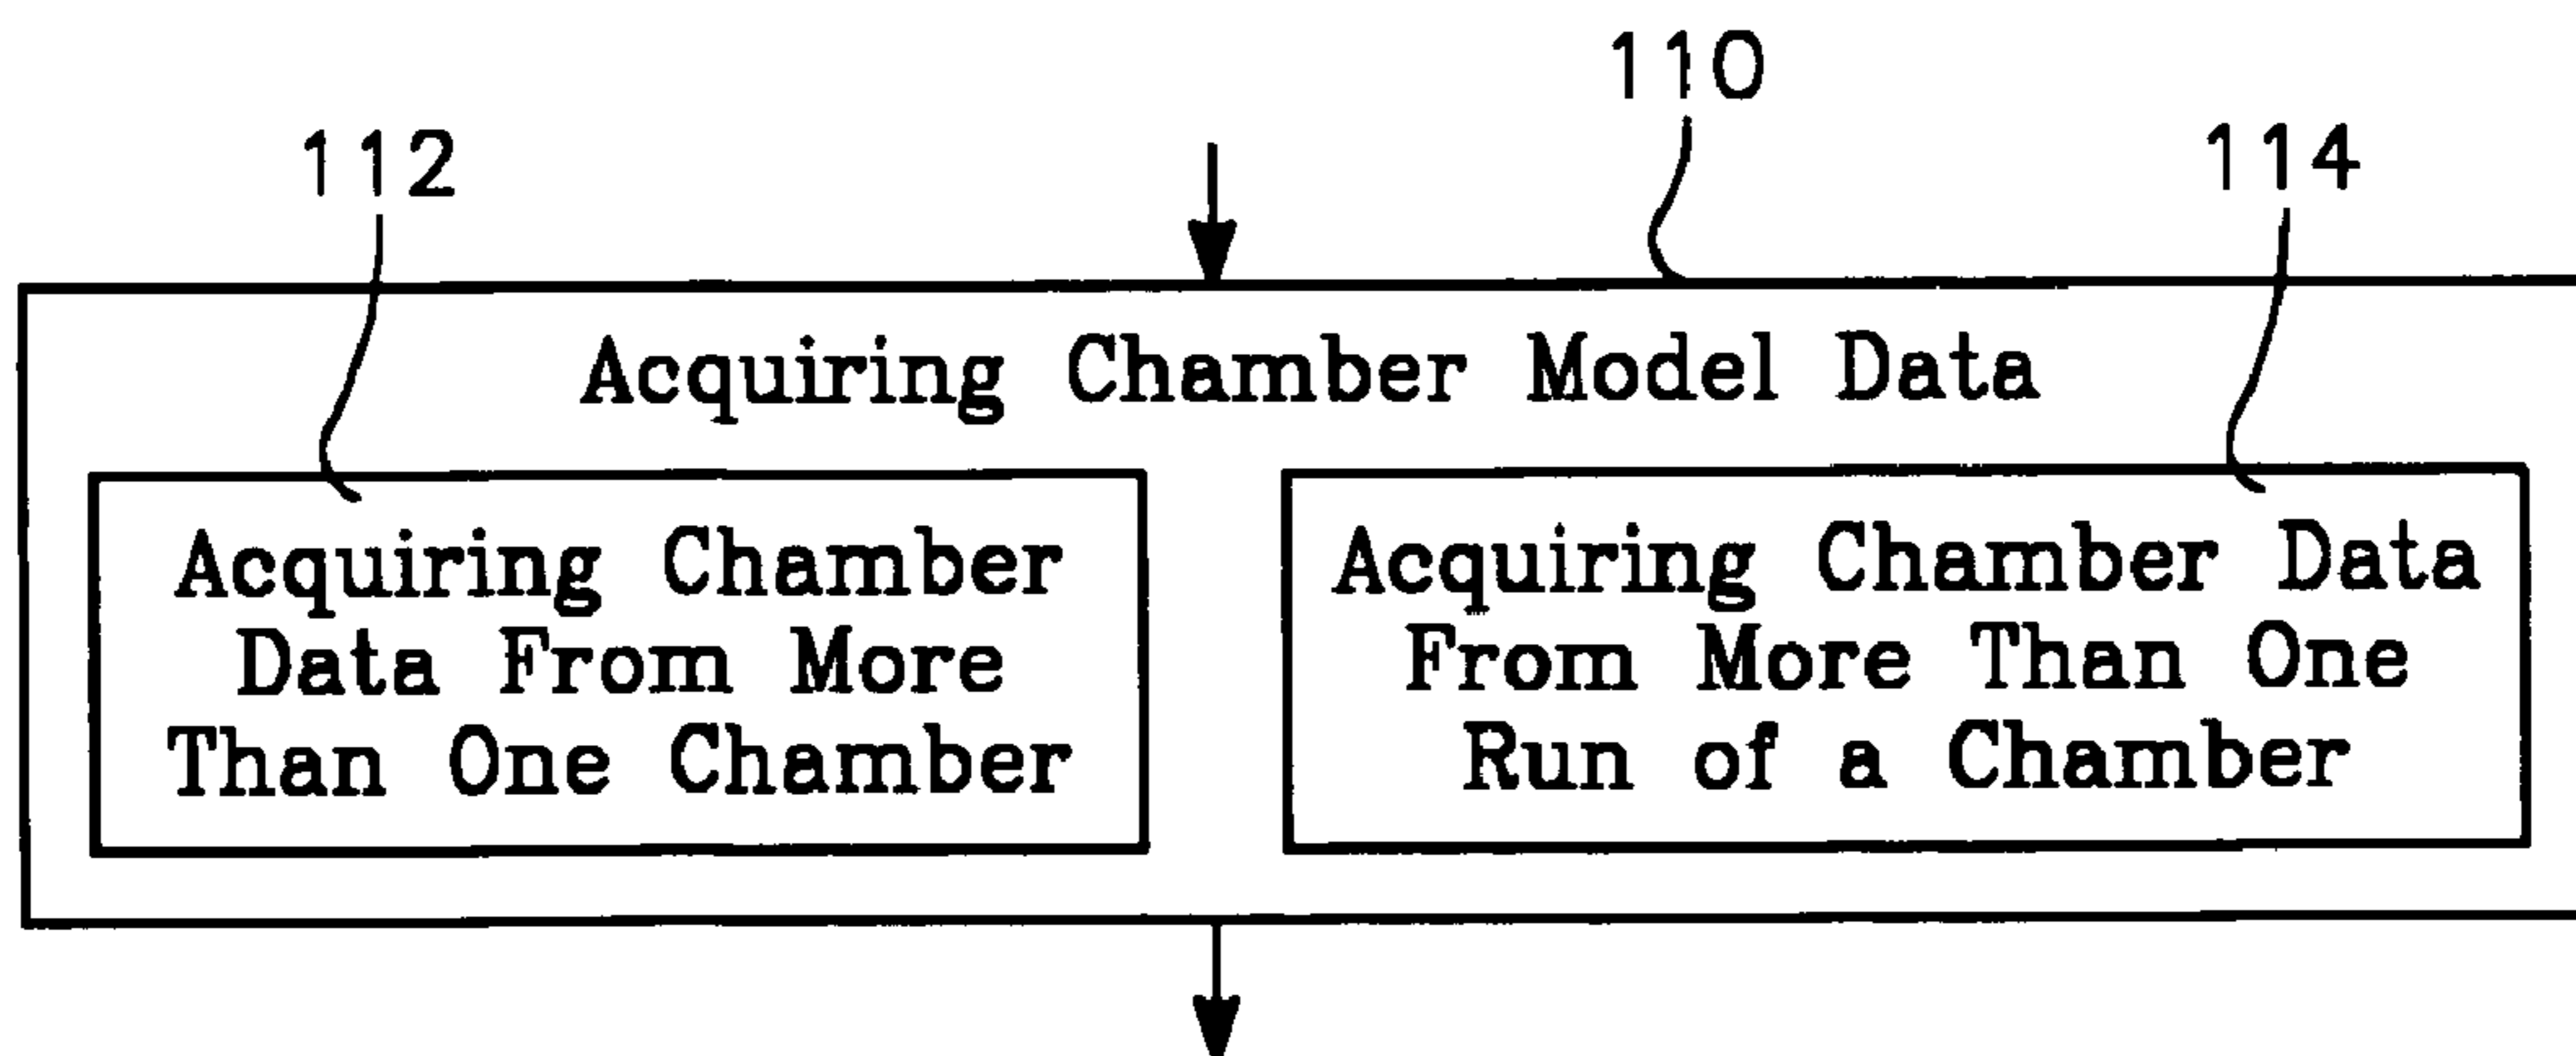 110
112
114
Acquiring Chamber Model Data
Acquiring Chamber
Data From More
Than One Chamber
Acquiring Chamber Data
From More Than One
Run of a Chamber